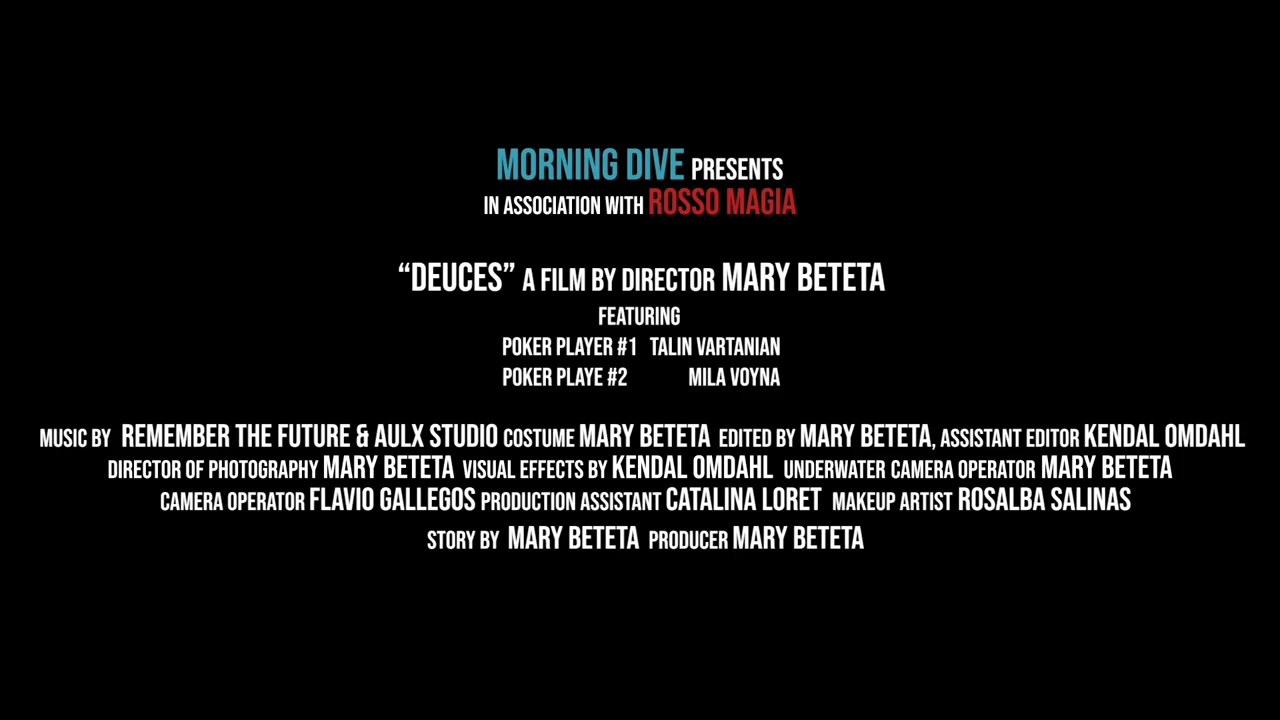 MORNING DIVE PRESENTS
IN ASSOCIATION WITH ROSSO MAGIA
“DEUCES” A FILM BY DIRECTOR MARY BETETA
FEATURING
POKER PLAYER #1 TALIN VARTANIAN
POKER PLAYE #2 MILA VOYNA
MUSIC BY REMEMBER THE FUTURE & AULX STUDIO COSTUME MARY BETETA EDITED BY MARY BETETA, ASSISTANT EDITOR KENDAL OMDAHL
DIRECTOR OF PHOTOGRAPHY MARY BETETA VISUAL EFFECTS BY KENDAL OMDAHL UNDERWATER CAMERA OPERATOR MARY BETETA
CAMERA OPERATOR FLAVIO GALLEGOS PRODUCTION ASSISTANT CATALINA LORET MAKEUP ARTIST ROSALBA SALINAS
STORY BY MARY BETETA PRODUCER MARY BETETA